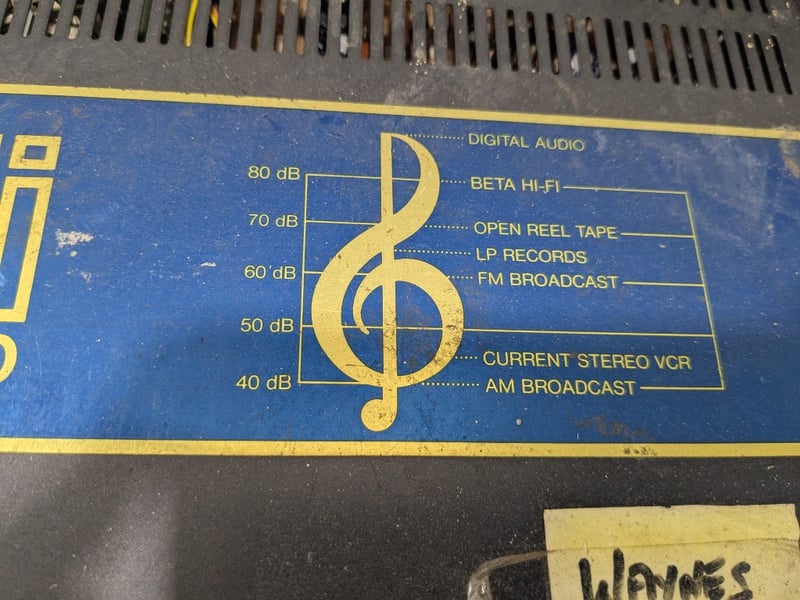 DIGITAL AUDIO
80 dB BETA HI-FI
70 dB OPEN REEL TAPE
LP RECORDS
60 dB FM BROADCAST
50 dB
CURRENT STEREO VCR
40 dB AM BROADCAST
WAYNES